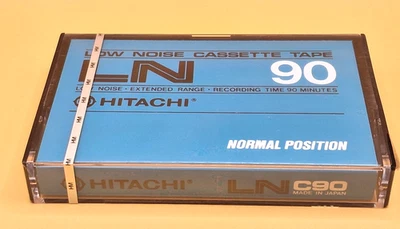 LOW NOISE CASSETTE TAPE
LN 90
LOW NOISE · EXTENDED RANGE · RECORDING TIME 90 MINUTES
HITACHI
NORMAL POSITION
HITACHI LN C90
MADE IN JAPAN